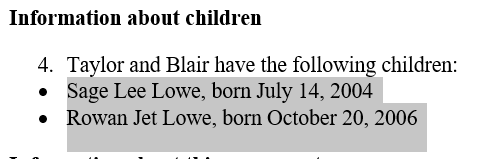 Information about children
4. Taylor and Blair have the following children:
• Sage Lee Lowe, born July 14, 2004
• Rowan Jet Lowe, born October 20, 2006